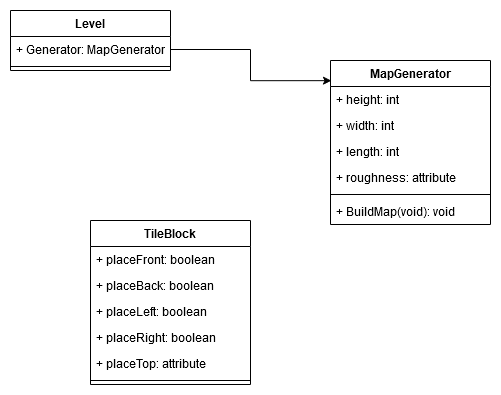 Level
+ Generator: MapGenerator
MapGenerator
+ height: int
+ width: int
+ length: int
+ roughness: attribute
+ BuildMap(void): void
TileBlock
+ placeFront: boolean
+ placeBack: boolean
+ placeLeft: boolean
+ placeRight: boolean
+ placeTop: attribute